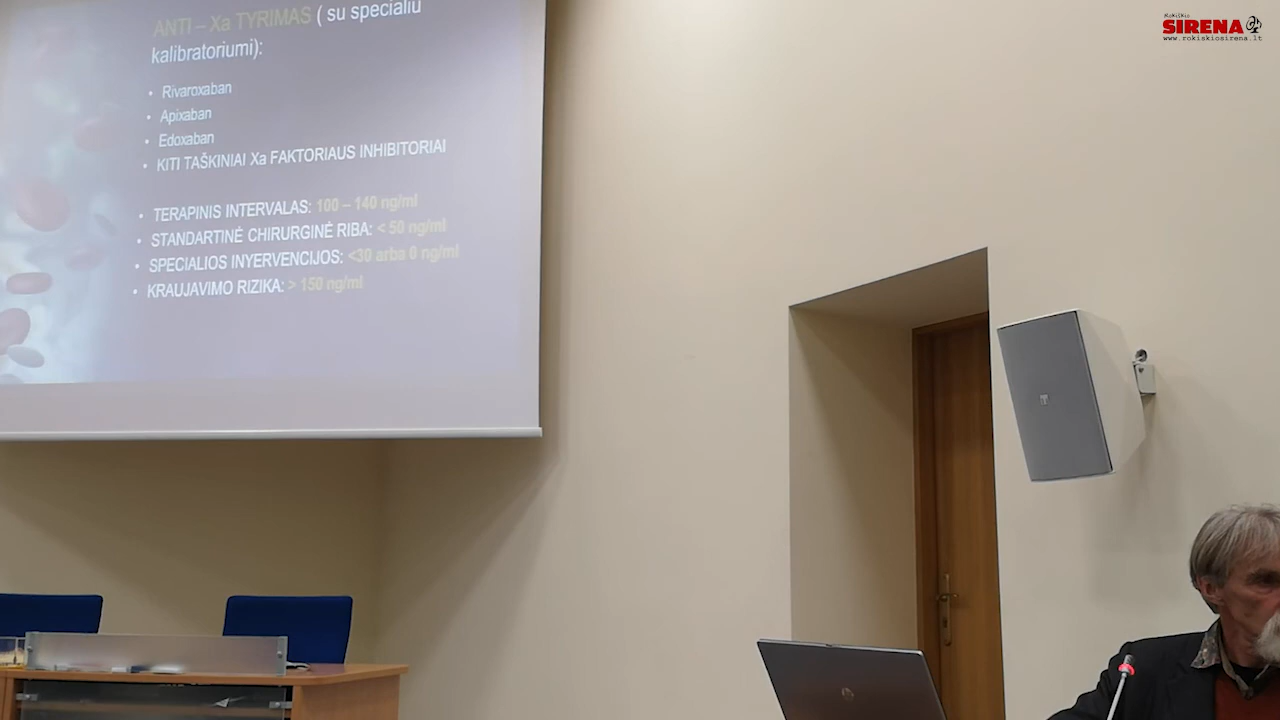 ANTI – Xa TYRIMAS ( su specialiu
kalibratoriumi):
• Rivaroxaban
• Apixaban
• Edoxaban
• KITI TAŠKINIAI Xa FAKTORIAUS INHIBITORIAI
• TERAPINIS INTERVALAS: 100 – 140 ng/ml
• STANDARTINĖ CHIRURGINĖ RIBA: < 50 ng/ml
• SPECIALIOS INYERVENCIJOS: <30 arba 0 ng/ml
• KRAUJAVIMO RIZIKA: > 150 ng/ml
ROKIŠKIO
SIRENA
www.rokiskiosirena.lt
hp